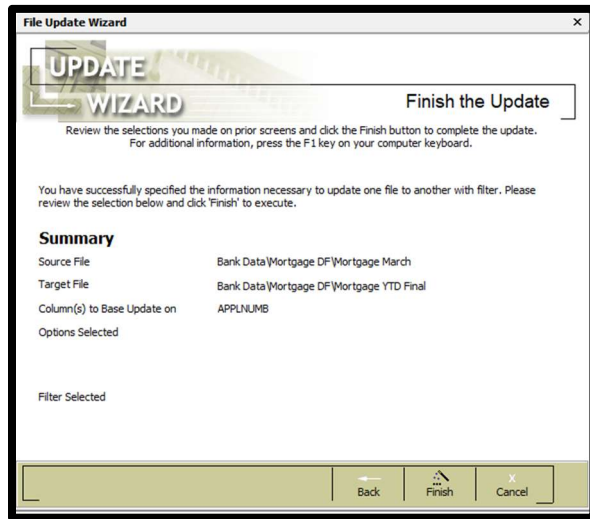 File Update Wizard
x
UPDATE
WIZARD
Finish the Update
Review the selections you made on prior screens and click the Finish button to complete the update.
For additional information, press the F1 key on your computer keyboard.
You have successfully specified the information necessary to update one file to another with filter. Please
review the selection below and click 'Finish' to execute.
Summary
Source File Bank Data\Mortgage DF\Mortgage March
Target File Bank Data\Mortgage DF\Mortgage YTD Final
Column(s) to Base Update on APPLNUMB
Options Selected
Filter Selected
Back Finish Cancel